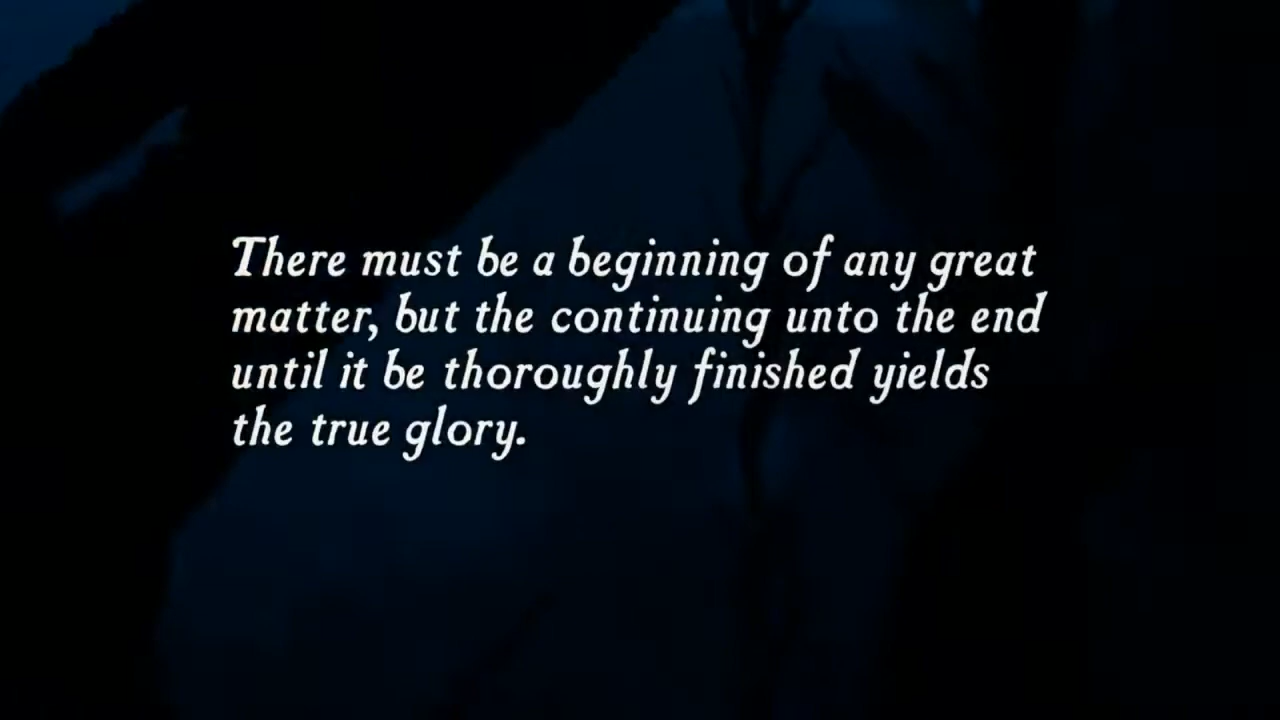 There must be a beginning of any great
matter, but the continuing unto the end
until it be thoroughly finished yields
the true glory.